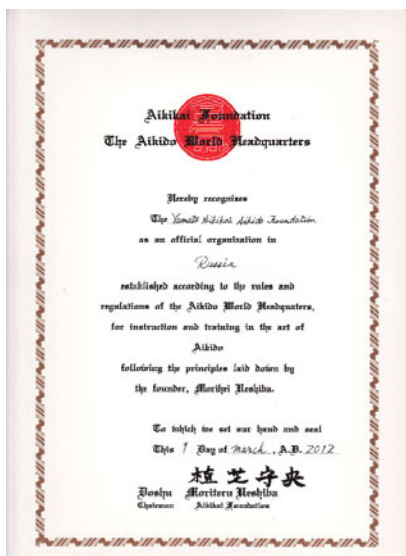 Aikikai Foundation
The Aikido World Headquarters
Hereby recognizes
The Yamato Aikikai Aikido Foundation
as an official organization in
Russia
established according to the rules and
regulations of the Aikido World Headquaters,
for instruction and training in the art of
Aikido
following the principles laid down by
the founder, Morihei Ueshiba.
To which we set our hand and seal
This 1 Day of march, A.D. 2012
植芝守央
Doshu Moriteru Ueshiba
Chairman Aikikai Foundation